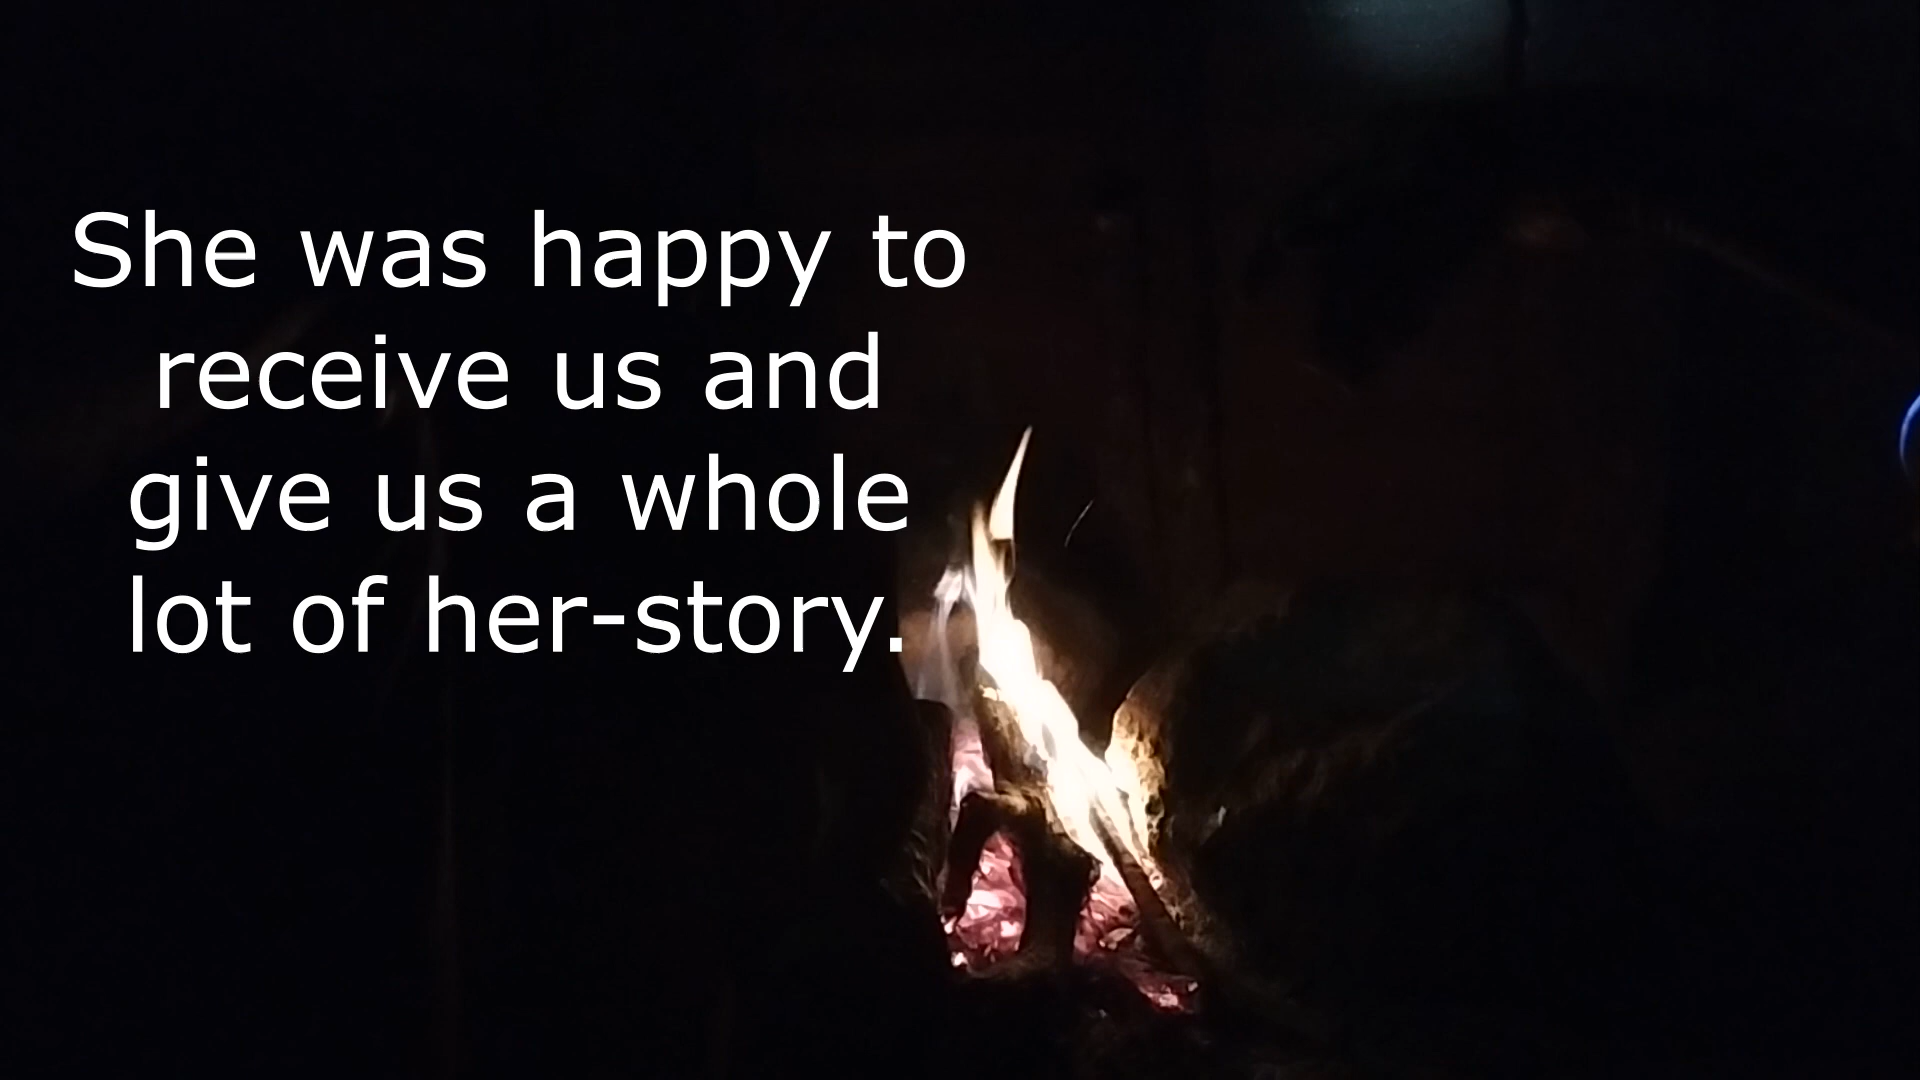 She was happy to
receive us and
give us a whole
lot of her-story.